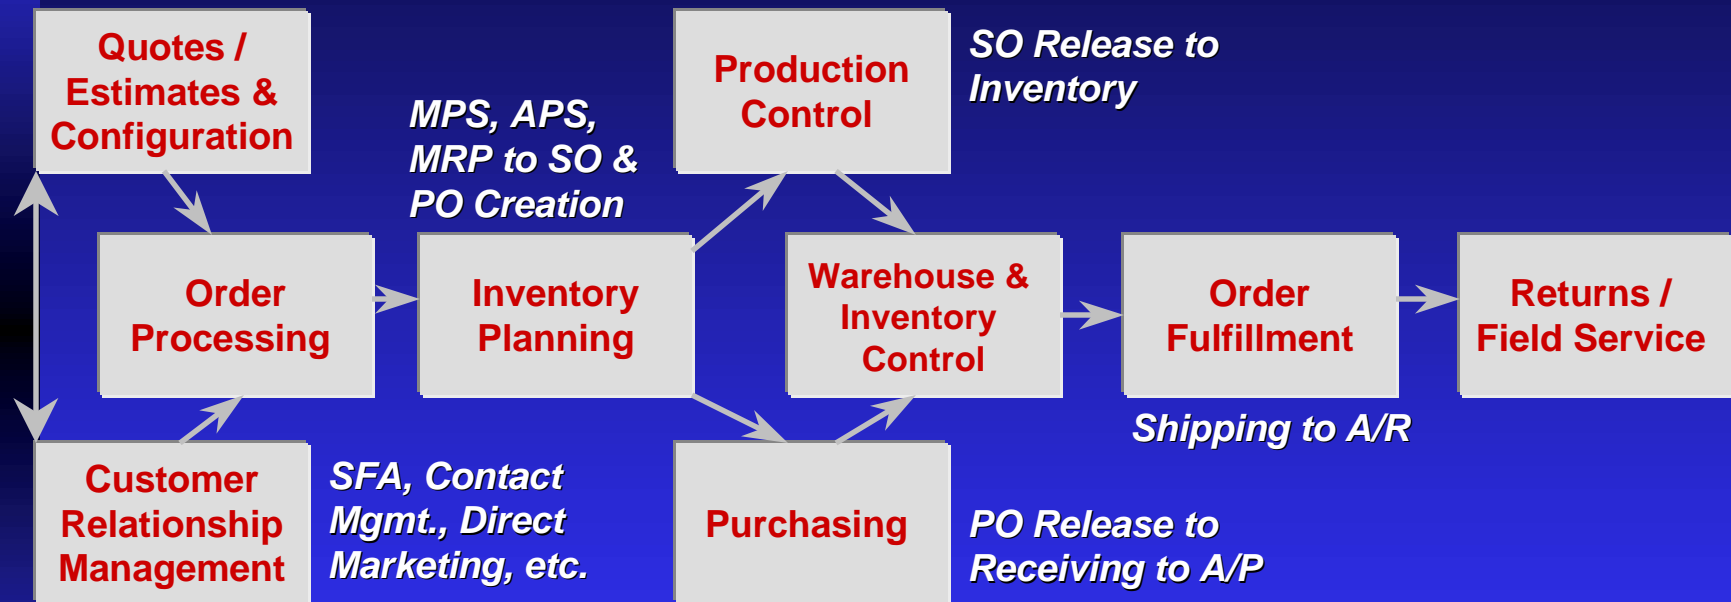 Quotes /
Estimates &
Configuration
Production
Control
SO Release to
Inventory
MPS, APS,
MRP to SO &
PO Creation
Order
Processing
Inventory
Planning
Warehouse &
Inventory
Control
Order
Fulfillment
Returns /
Field Service
Shipping to A/R
Customer
Relationship
Management
SFA, Contact
Mgmt., Direct
Marketing, etc.
Purchasing
PO Release to
Receiving to A/P